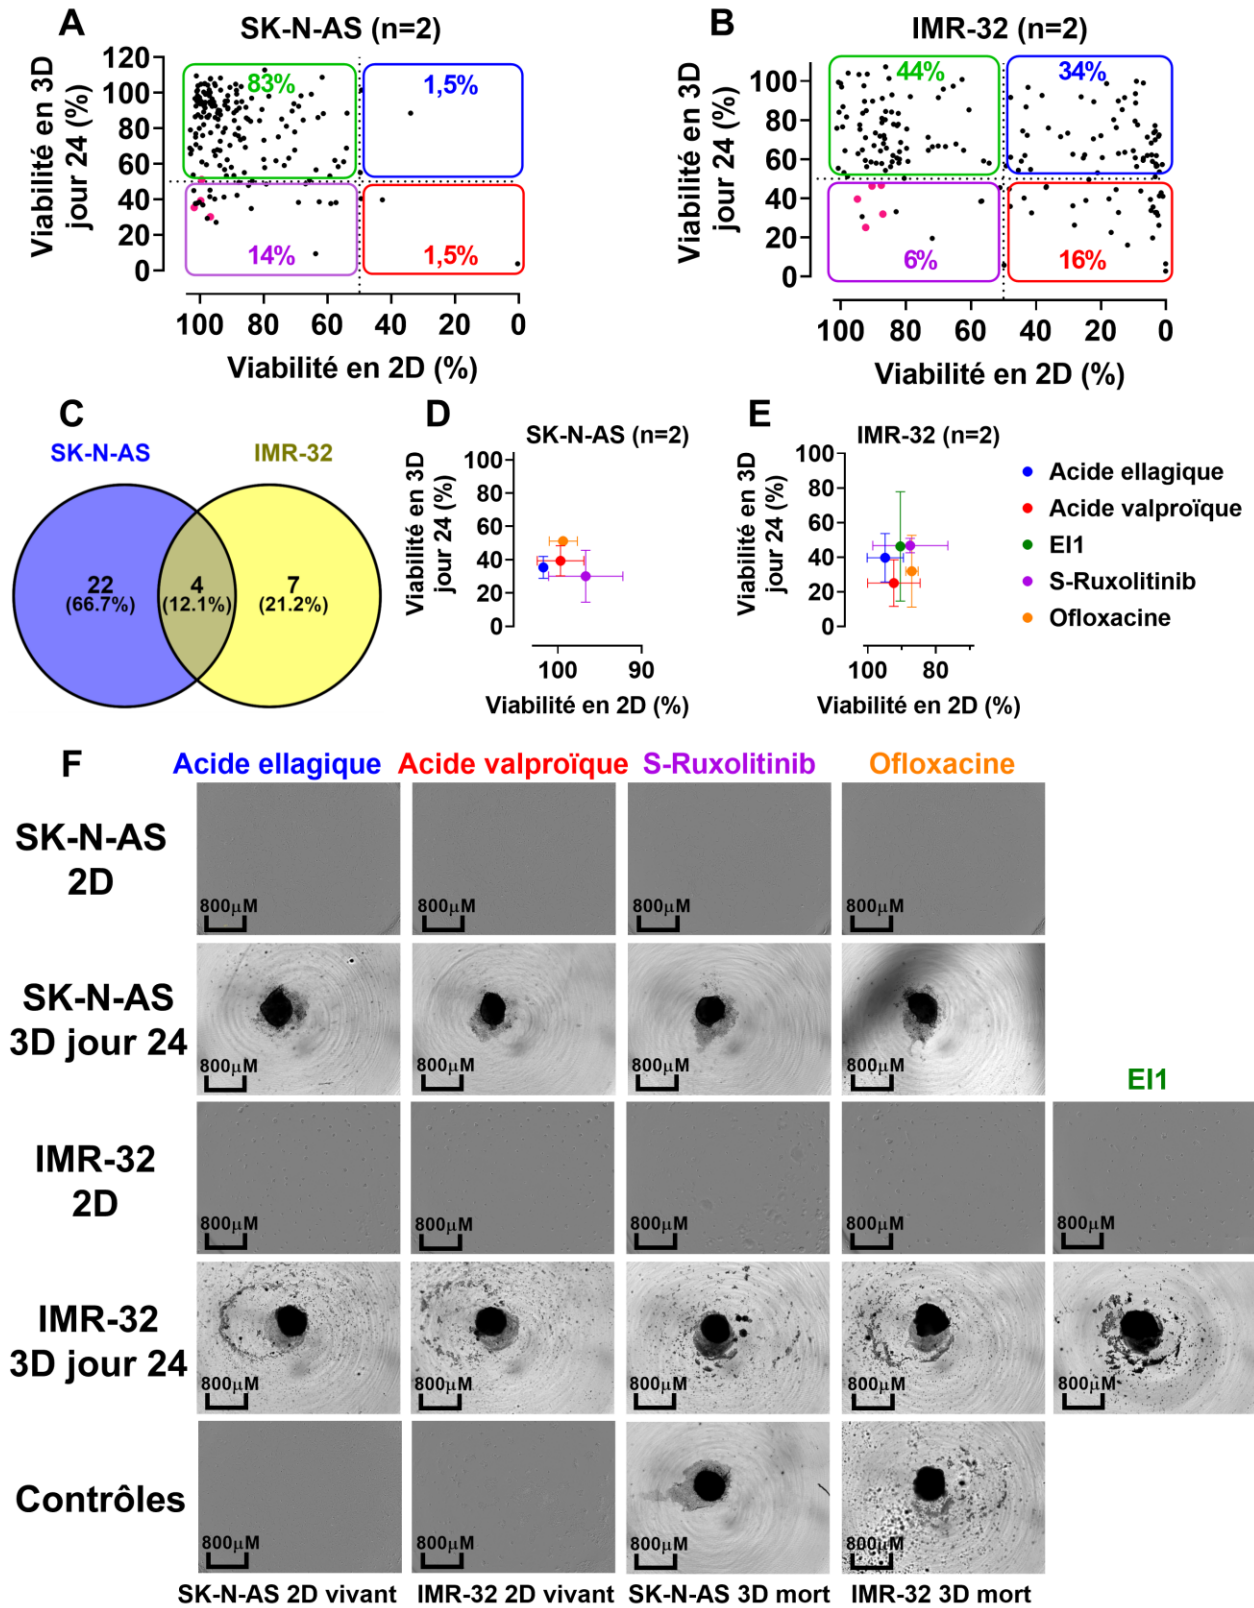 A
SK-N-AS (n=2)
Viabilité en 3D
jour 24 (%)
120
100
80
60
40
20
0
83%
1,5%
14%
1,5%
100 80 60 40 20 0
Viabilité en 2D (%)
B
IMR-32 (n=2)
Viabilité en 3D
jour 24 (%)
100
80
60
40
20
0
44%
34%
6%
16%
100 80 60 40 20 0
Viabilité en 2D (%)
C
SK-N-AS
IMR-32
22
(66.7%)
4
(12.1%)
7
(21.2%)
D
SK-N-AS (n=2)
Viabilité en 3D
jour 24 (%)
100
80
60
40
20
0
100 90
Viabilité en 2D (%)
E
IMR-32 (n=2)
Viabilité en 3D
jour 24 (%)
100
80
60
40
20
0
100 80
Viabilité en 2D (%)
Acide ellagique
Acide valproïque
EI1
S-Ruxolitinib
Ofloxacine
F
Acide ellagique Acide valproïque S-Ruxolitinib Ofloxacine
SK-N-AS
2D
800µM 800µM 800µM 800µM
SK-N-AS
3D jour 24
800µM 800µM 800µM 800µM
EI1
IMR-32
2D
800µM 800µM 800µM 800µM 800µM
IMR-32
3D jour 24
800µM 800µM 800µM 800µM 800µM
Contrôles
800µM 800µM 800µM 800µM
SK-N-AS 2D vivant IMR-32 2D vivant SK-N-AS 3D mort IMR-32 3D mort